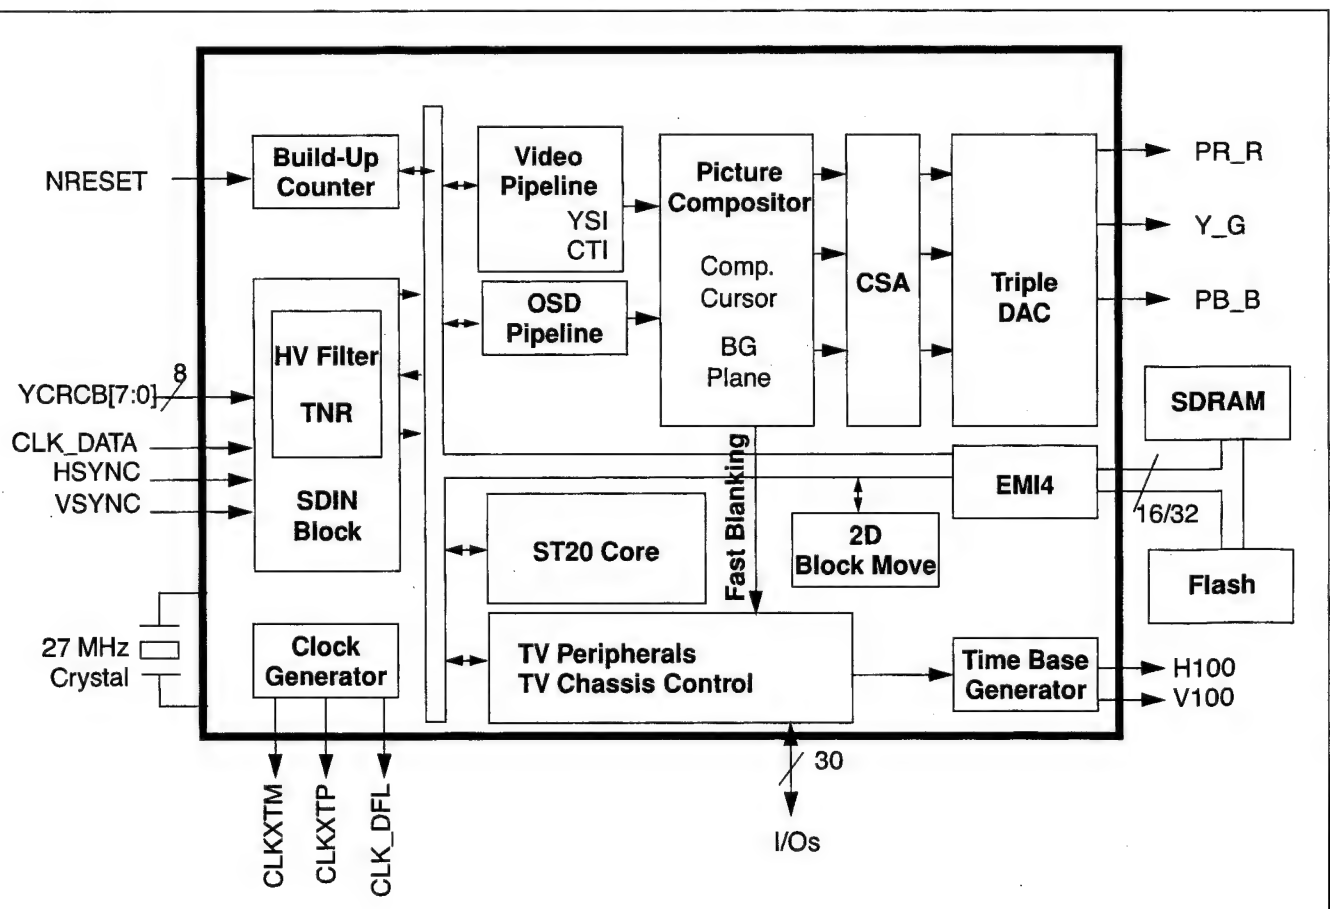 NRESET
Build-Up
Counter
Video
Pipeline
YSI
CTI
OSD
Pipeline
Picture
Compositor
Comp.
Cursor
BG
Plane
CSA
Triple
DAC
PR_R
Y_G
PB_B
HV Filter
TNR
SDIN
Block
YCRCB[7:0]
8
CLK_DATA
HSYNC
VSYNC
SDRAM
EMI4
16/32
Flash
Fast Blanking
2D
Block Move
ST20 Core
27 MHz
Crystal
Clock
Generator
TV Peripherals
TV Chassis Control
Time Base
Generator
H100
V100
CLKXTM
CLKXTP
CLK_DFL
30
I/Os